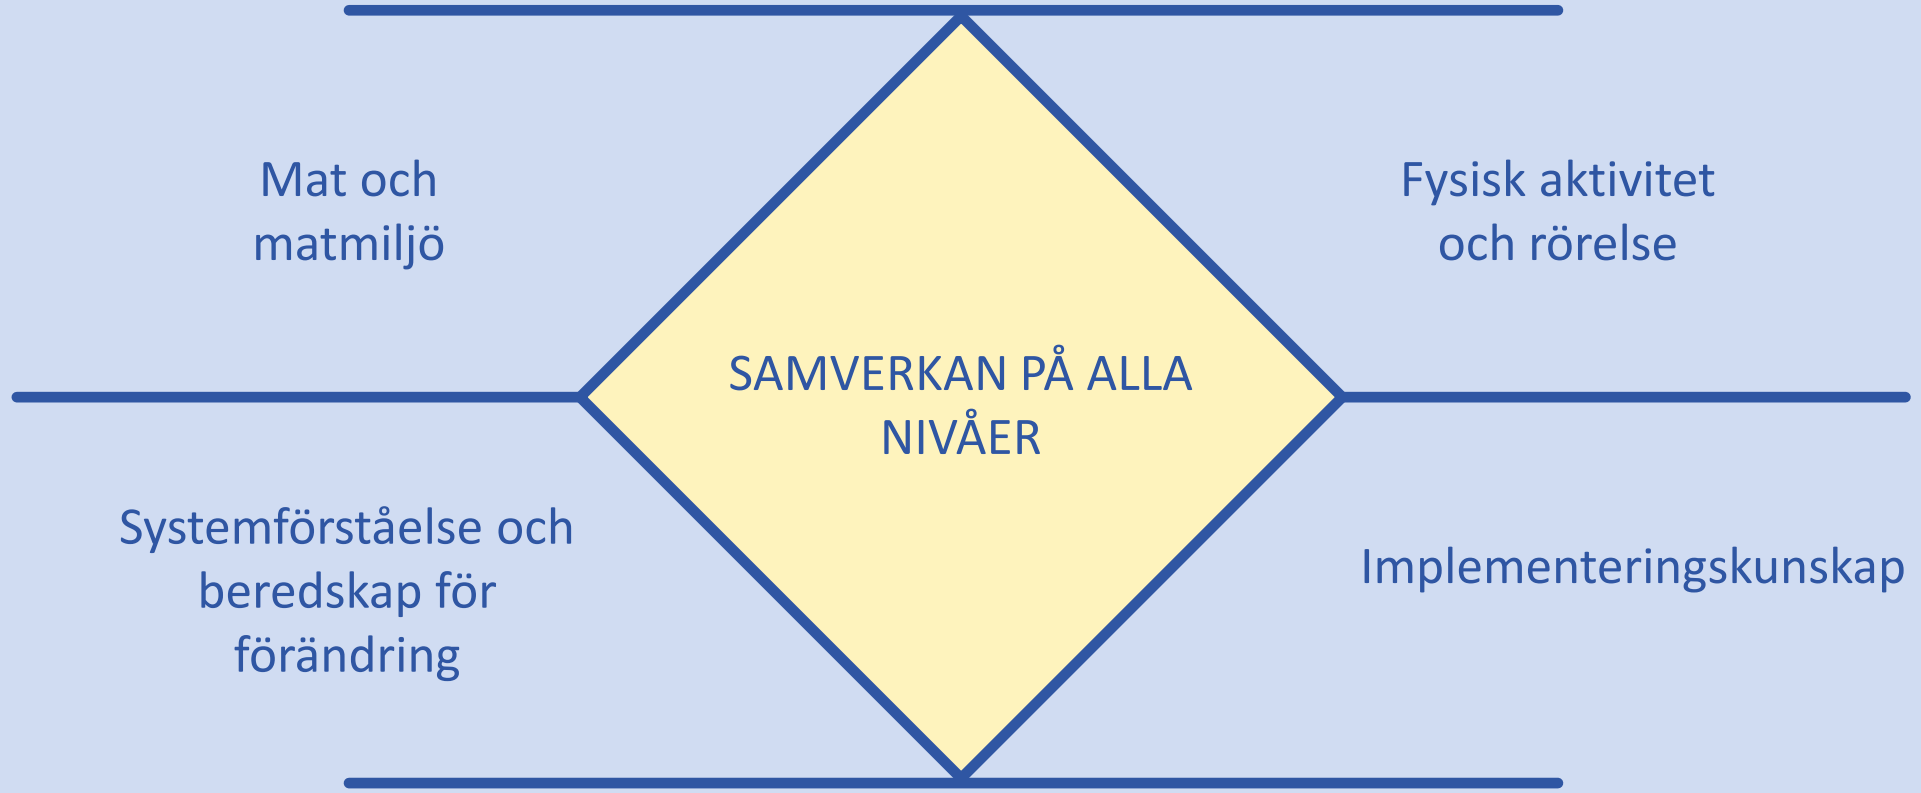 Mat och
matmiljö
Fysisk aktivitet
och rörelse
SAMVERKAN PÅ ALLA
NIVÅER
Systemförståelse och
beredskap för
förändring
Implementeringskunskap